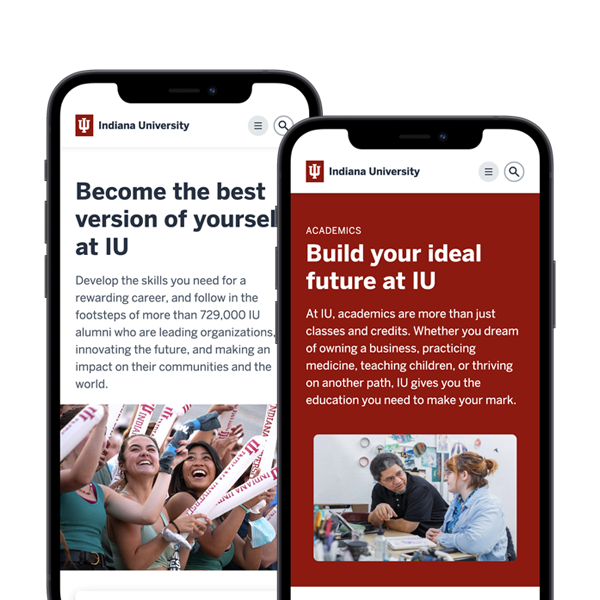 Indiana University
Become the best
version of yoursel
at IU
Develop the skills you need for a
rewarding career, and follow in the
footsteps of more than 729,000 IU
alumni who are leading organizations,
innovating the future, and making an
impact on their communities and the
world.
INDIANA UNIVERSITY
Indiana University
ACADEMICS
Build your ideal
future at IU
At IU, academics are more than just
classes and credits. Whether you dream
of owning a business, practicing
medicine, teaching children, or thriving
on another path, IU gives you the
education you need to make your mark.